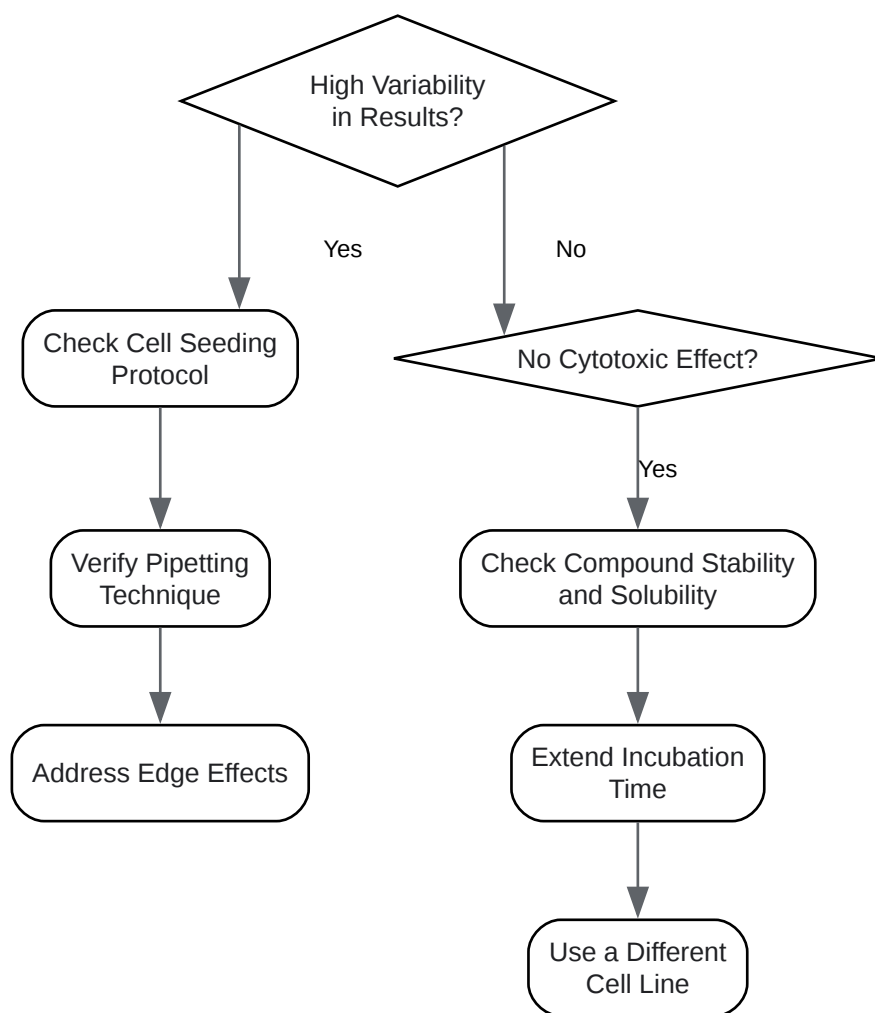 High Variability
in Results?
Yes
No
Check Cell Seeding
Protocol
No Cytotoxic Effect?
Yes
Verify Pipetting
Technique
Check Compound Stability
and Solubility
Address Edge Effects
Extend Incubation
Time
Use a Different
Cell Line